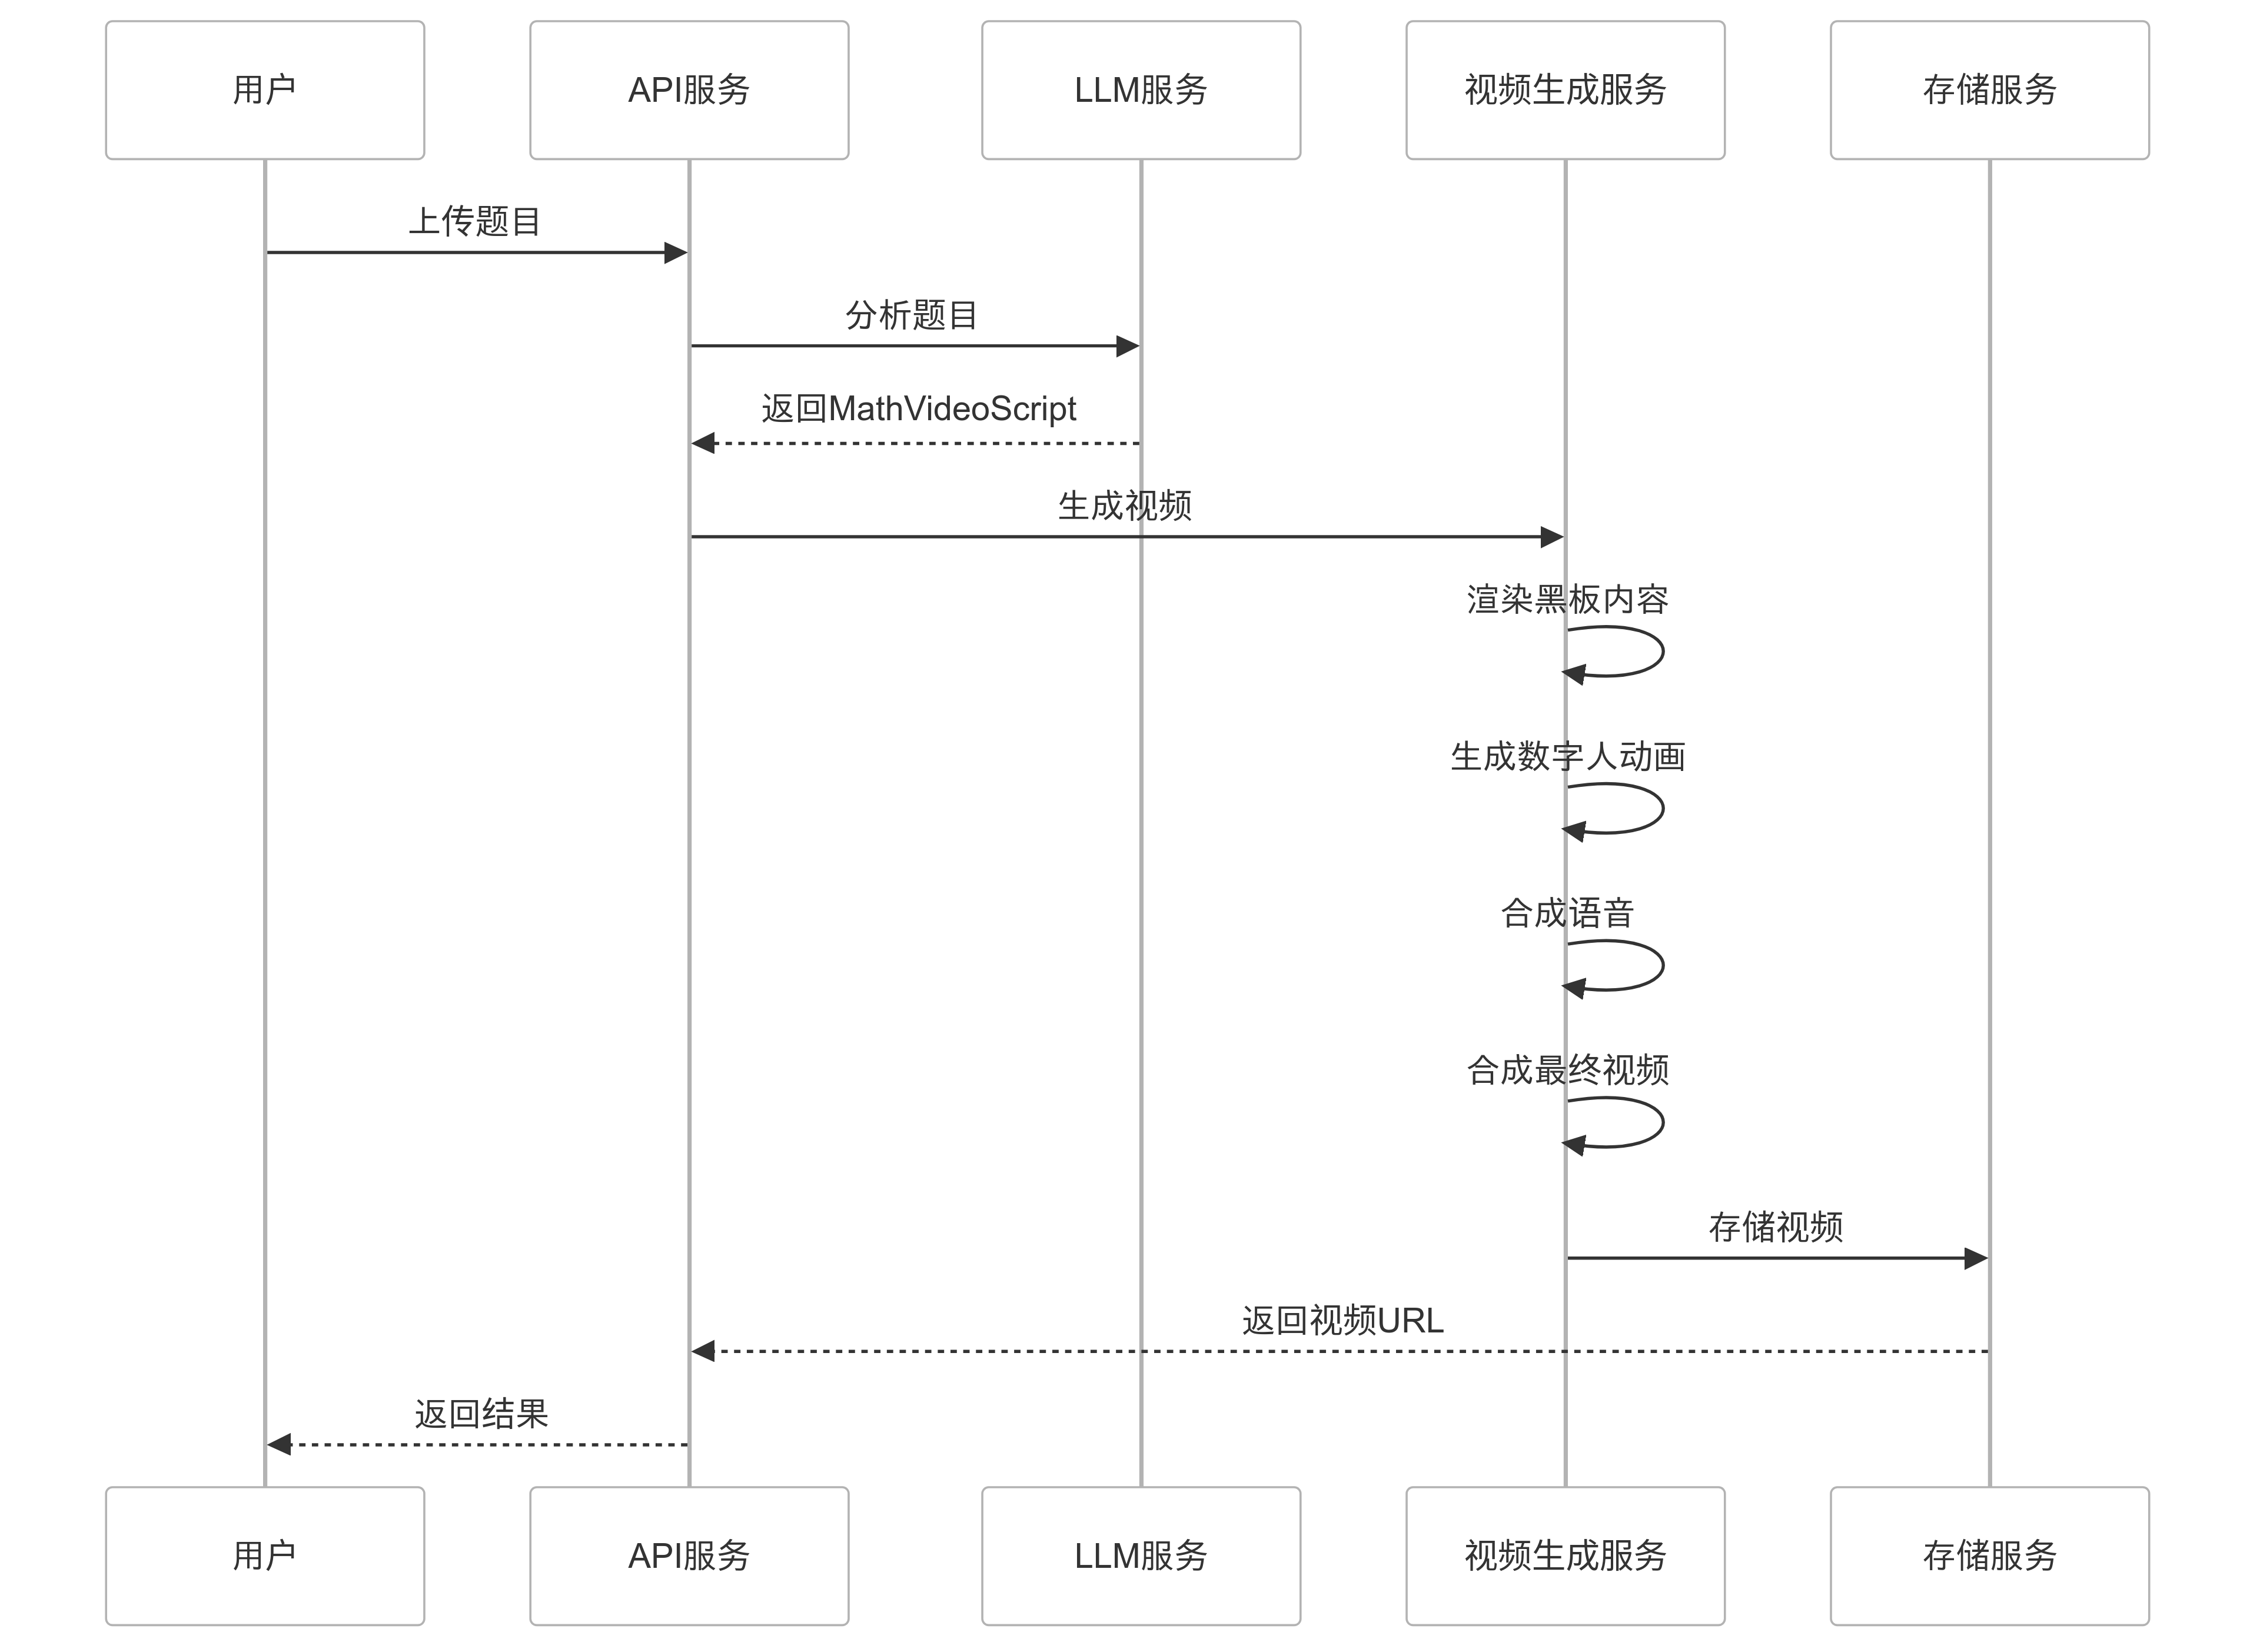 用户
API服务
LLM服务
视频生成服务
存储服务
上传题目
分析题目
返回MathVideoScript
生成视频
渲染黑板内容
生成数字人动画
合成语音
合成最终视频
存储视频
返回视频URL
返回结果
用户
API服务
LLM服务
视频生成服务
存储服务